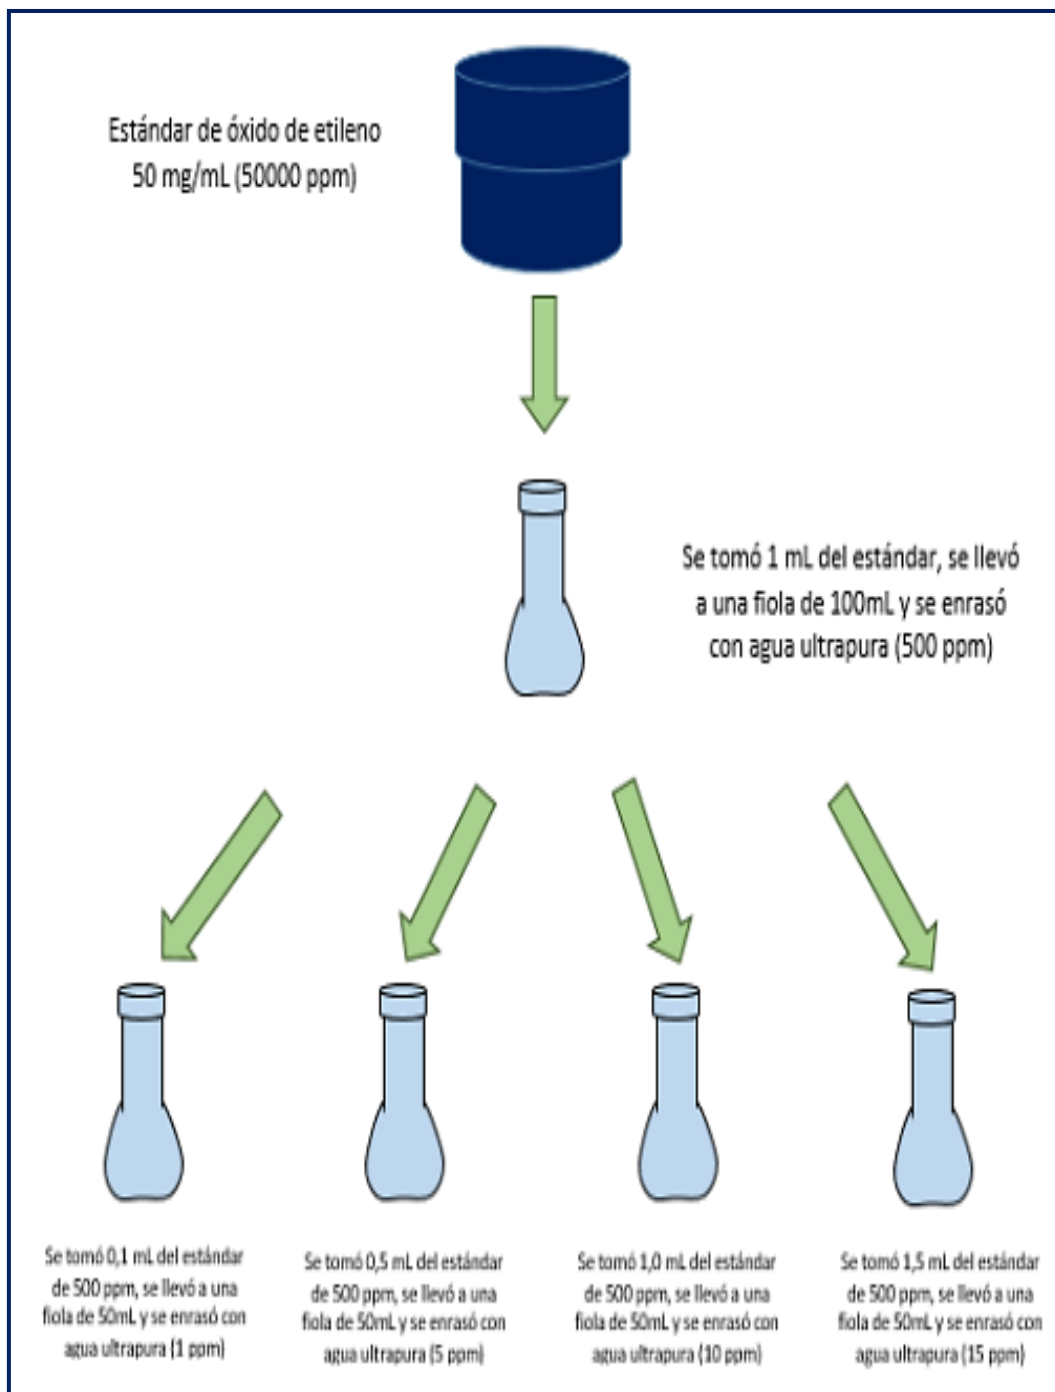 Estándar de óxido de etileno
50 mg/mL (50000 ppm)
Se tomó 1 mL del estándar, se llevó
a una fiola de 100mL y se enrasó
con agua ultrapura (500 ppm)
Se tomó 0,1 mL del estándar
de 500 ppm, se llevó a una
fiola de 50mL y se enrasó con
agua ultrapura (1 ppm)
Se tomó 0,5 mL del estándar
de 500 ppm, se llevó a una
fiola de 50mL y se enrasó con
agua ultrapura (5 ppm)
Se tomó 1,0 mL del estándar
de 500 ppm, se llevó a una
fiola de 50mL y se enrasó con
agua ultrapura (10 ppm)
Se tomó 1,5 mL del estándar
de 500 ppm, se llevó a una
fiola de 50mL y se enrasó con
agua ultrapura (15 ppm)